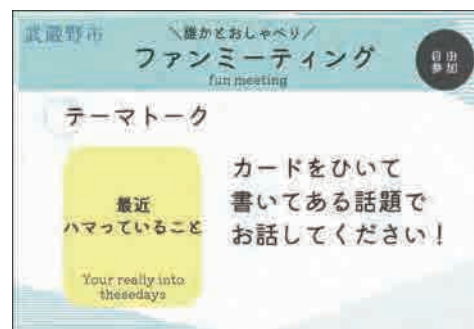 武蔵野市
＼誰かとおしゃべり／
ファンミーティング
fun meeting
自由
参加
テーマトーク
最近
ハマっていること
Your really into
thesedays
カードをひいて
書いてある話題で
お話してください！